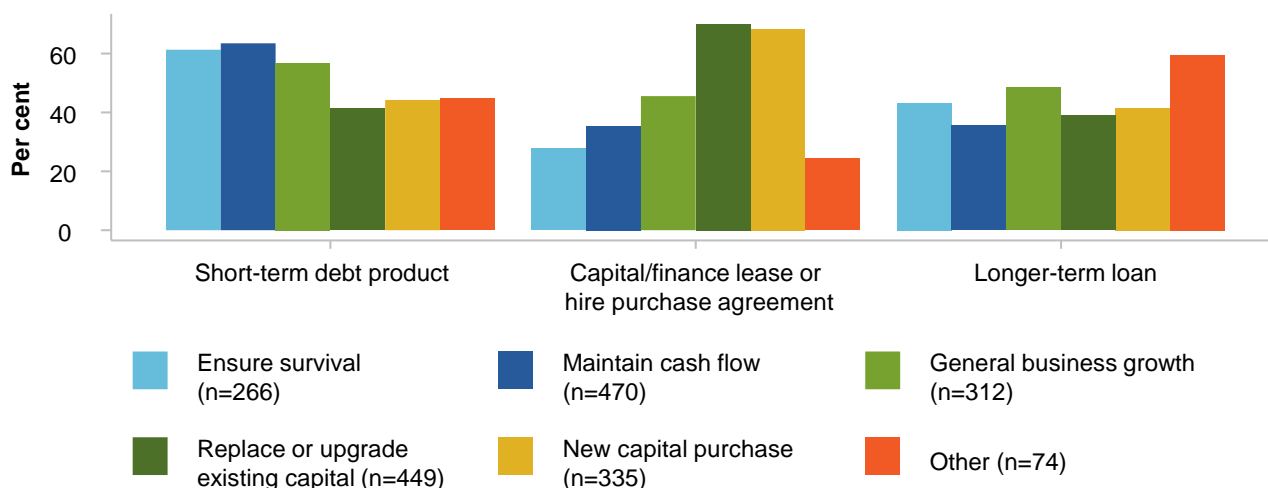 Per cent
60
40
20
0
Short-term debt product
Capital/finance lease or
hire purchase agreement
Longer-term loan
Ensure survival
(n=266)
Maintain cash flow
(n=470)
General business growth
(n=312)
Replace or upgrade
existing capital (n=449)
New capital purchase
(n=335)
Other (n=74)